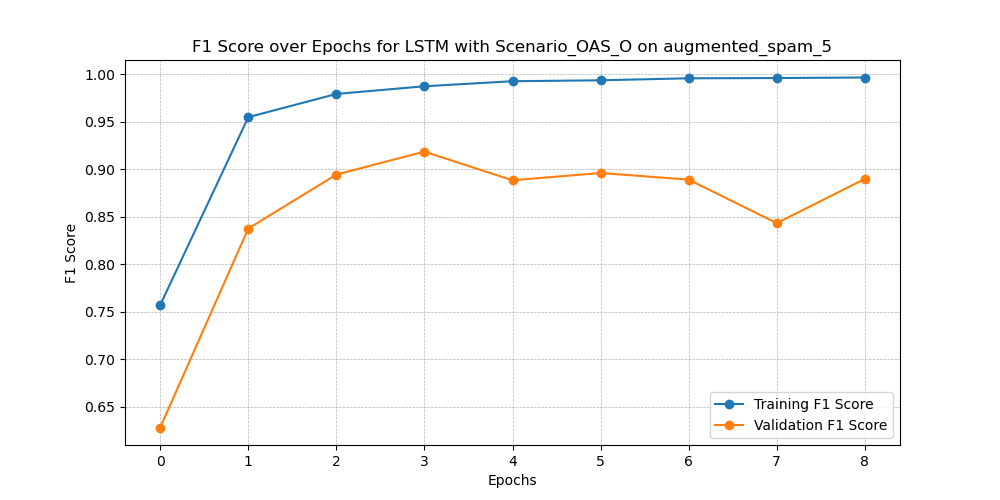 F1 Score over Epochs for LSTM with Scenario_OAS_O on augmented_spam_5
F1 Score
1.00
0.95
0.90
0.85
0.80
0.75
0.70
0.65
Training F1 Score
Validation F1 Score
0 1 2 3 4 5 6 7 8
Epochs